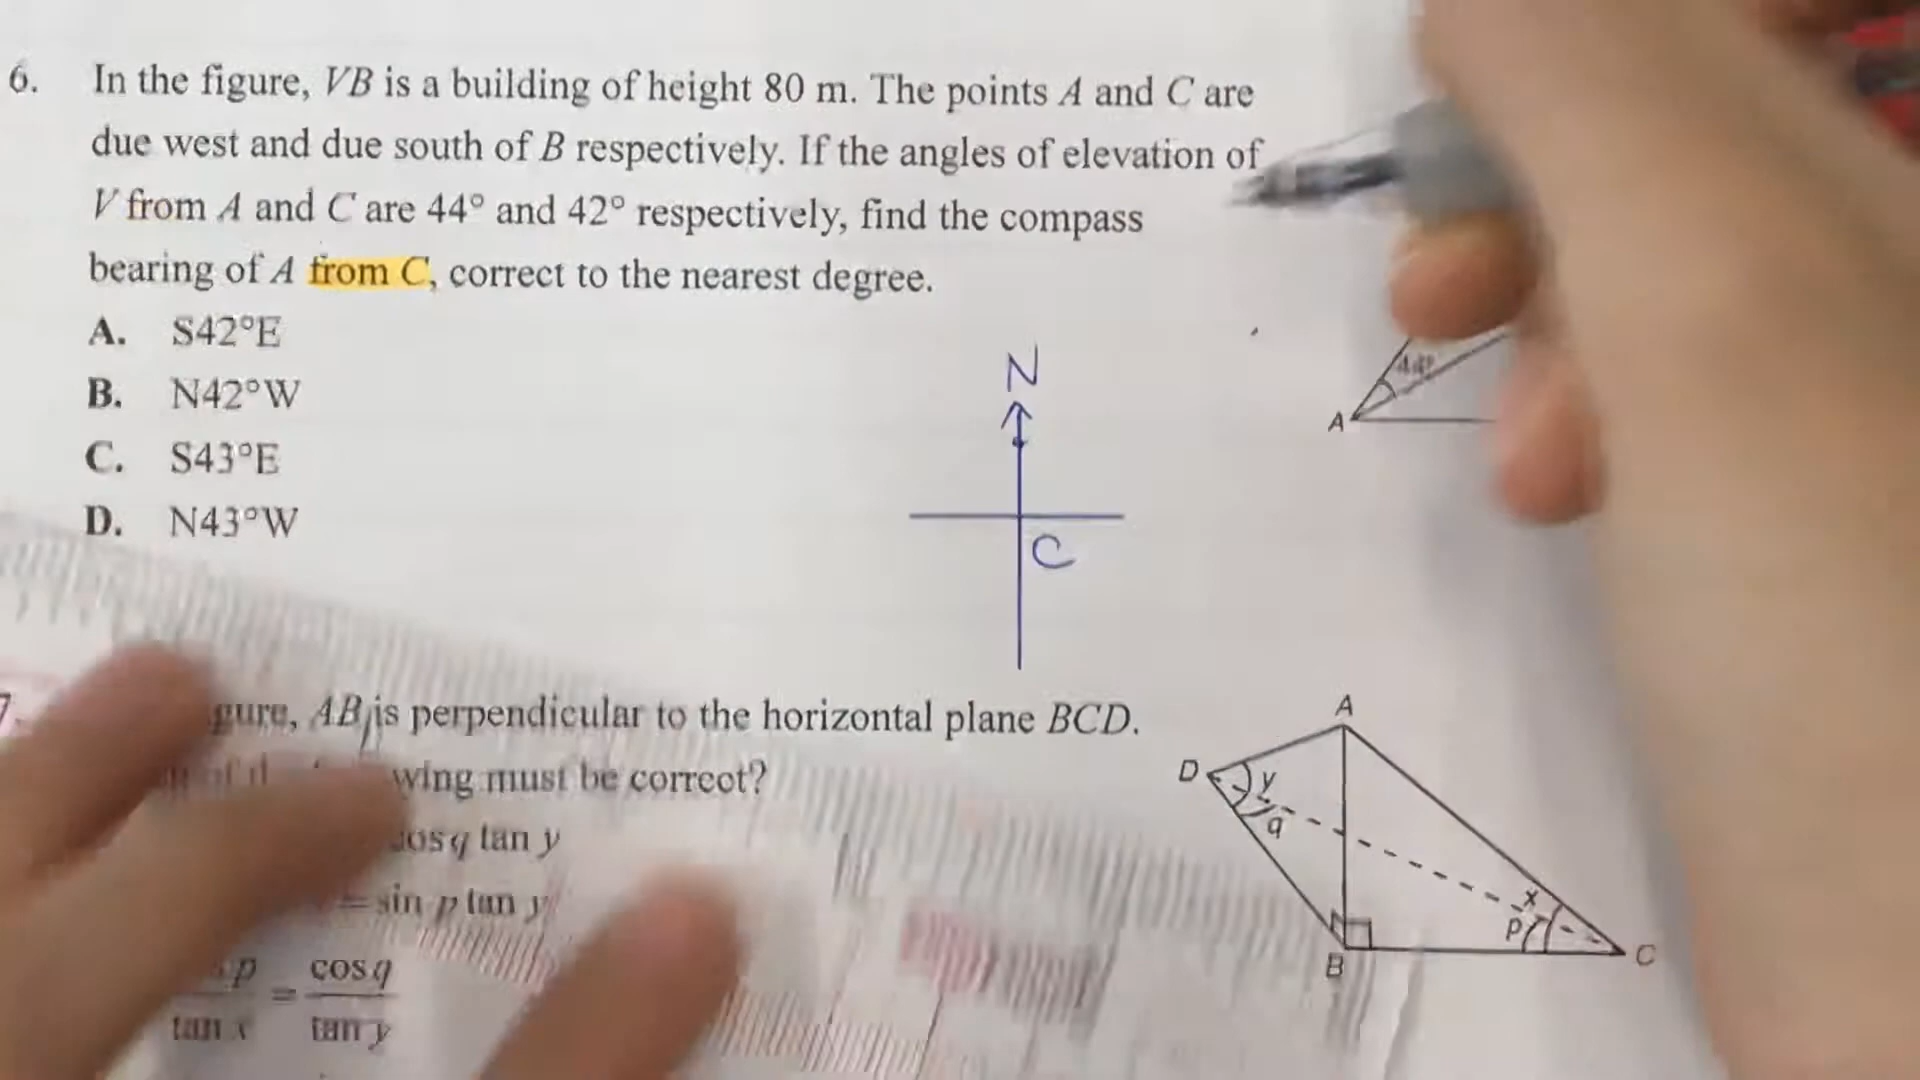 6. In the figure, VB is a building of height 80 m. The points A and C are
due west and due south of B respectively. If the angles of elevation of
V from A and C are 44° and 42° respectively, find the compass
bearing of A from C, correct to the nearest degree.
A. S42°E
B. N42°W
C. S43°E
D. N43°W
N
C
44°
A
7.
AB is perpendicular to the horizontal plane BCD.
must be correct?
cos q tan y
= sin p tan y
p = cos q
tan x tan y
A
D
y
q
x
p
B
C